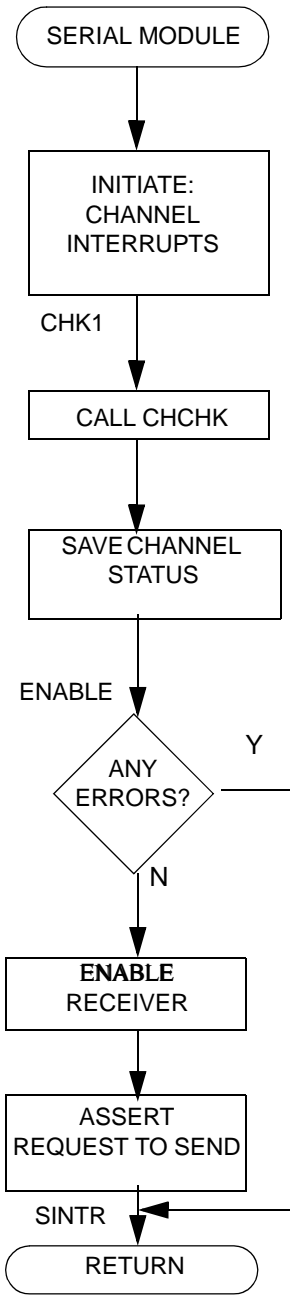 SERIAL MODULE
INITIATE:
CHANNEL
INTERRUPTS
CHK1
CALL CHCHK
SAVE CHANNEL
STATUS
ENABLE
ANY
ERRORS?
Y
N
ENABLE
RECEIVER
ASSERT
REQUEST TO SEND
SINTR
RETURN